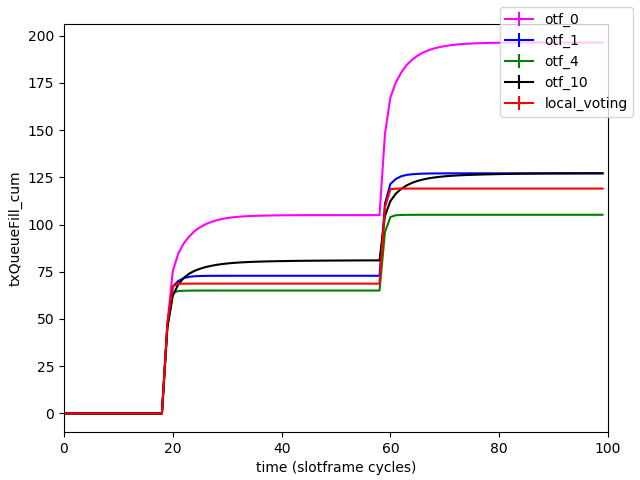 otf_0
otf_1
otf_4
otf_10
local_voting
200
175
150
125
100
75
50
25
0
txQueueFill_cum
0 20 40 60 80 100
time (slotframe cycles)